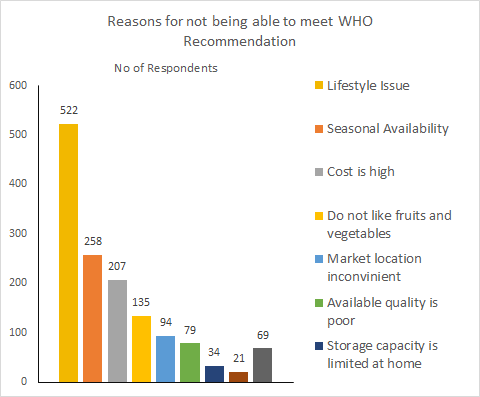 Reasons for not being able to meet WHO
Recommendation
No of Respondents
600
500
400
300
200
100
0
522
258
207
135
94
79
34
21
69
Lifestyle Issue
Seasonal Availability
Cost is high
Do not like fruits and
vegetables
Market location
inconvinient
Available quality is
poor
Storage capacity is
limited at home